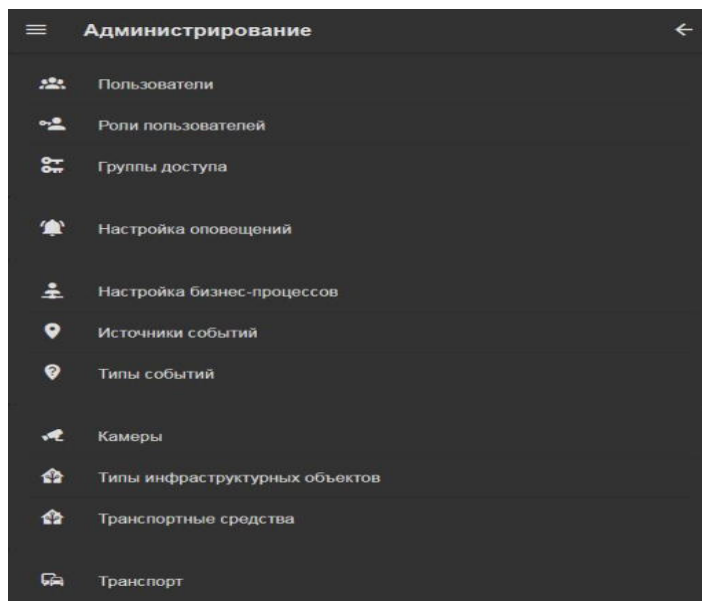 Администрирование
Пользователи
Роли пользователей
Группы доступа
Настройка оповещений
Настройка бизнес-процессов
Источники событий
Типы событий
Камеры
Типы инфраструктурных объектов
Транспортные средства
Транспорт